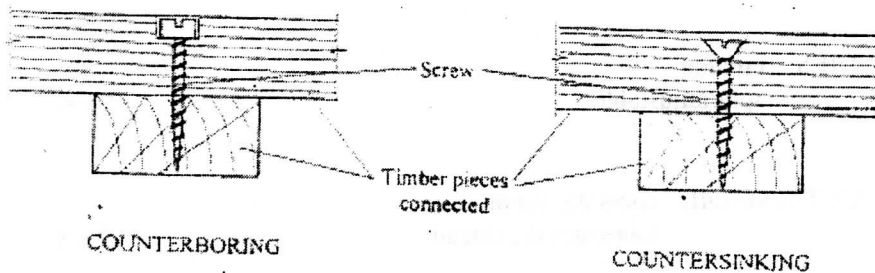 Screw
Timber pieces
connected
COUNTERBORING
COUNTERSINKING